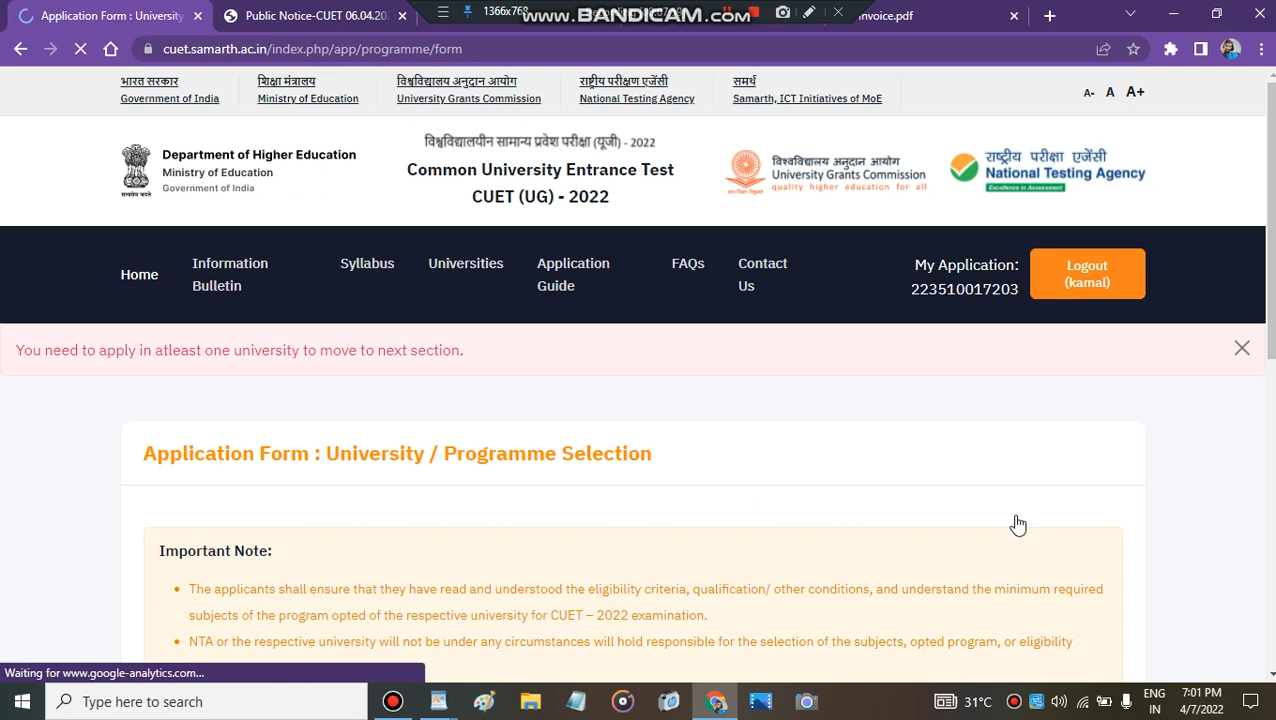 Application Form : University
Public Notice-CUET 06.04.202
1366x768
www.BANDICAM.com
invoice.pdf
cuet.samarth.ac.in/index.php/app/programme/form
भारत सरकार
Government of India
शिक्षा मंत्रालय
Ministry of Education
विश्वविद्यालय अनुदान आयोग
University Grants Commission
राष्ट्रीय परीक्षण एजेंसी
National Testing Agency
समर्थ
Samarth, ICT Initiatives of MoE
A- A A+
Department of Higher Education
Ministry of Education
Government of India
सत्यमेव जयते
विश्वविद्यालयीन सामान्य प्रवेश परीक्षा (यूजी) - 2022
Common University Entrance Test
CUET (UG) - 2022
विश्वविद्यालय अनुदान आयोग
University Grants Commission
quality higher education for all
राष्ट्रीय परीक्षा एजेंसी
National Testing Agency
Excellence in Assessment
Home
Information
Bulletin
Syllabus
Universities
Application
Guide
FAQs
Contact
Us
My Application:
223510017203
Logout
(kamal)
You need to apply in atleast one university to move to next section.
Application Form : University / Programme Selection
Important Note:
• The applicants shall ensure that they have read and understood the eligibility criteria, qualification/ other conditions, and understand the minimum required
subjects of the program opted of the respective university for CUET – 2022 examination.
• NTA or the respective university will not be under any circumstances will hold responsible for the selection of the subjects, opted program, or eligibility
Waiting for www.google-analytics.com...
Type here to search
31°C
ENG
IN
7:01 PM
4/7/2022